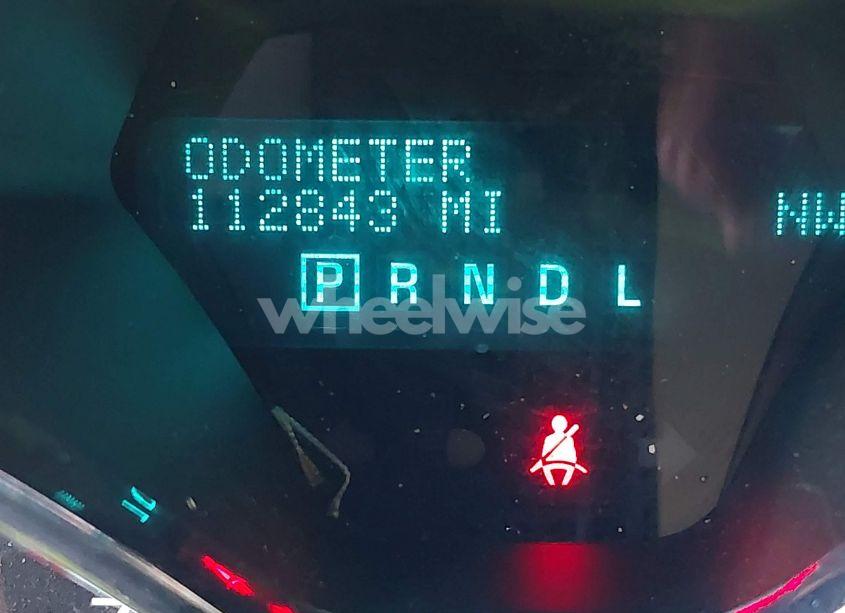 ODOMETER
112843 MI
NW
P R N D L
wheelwise